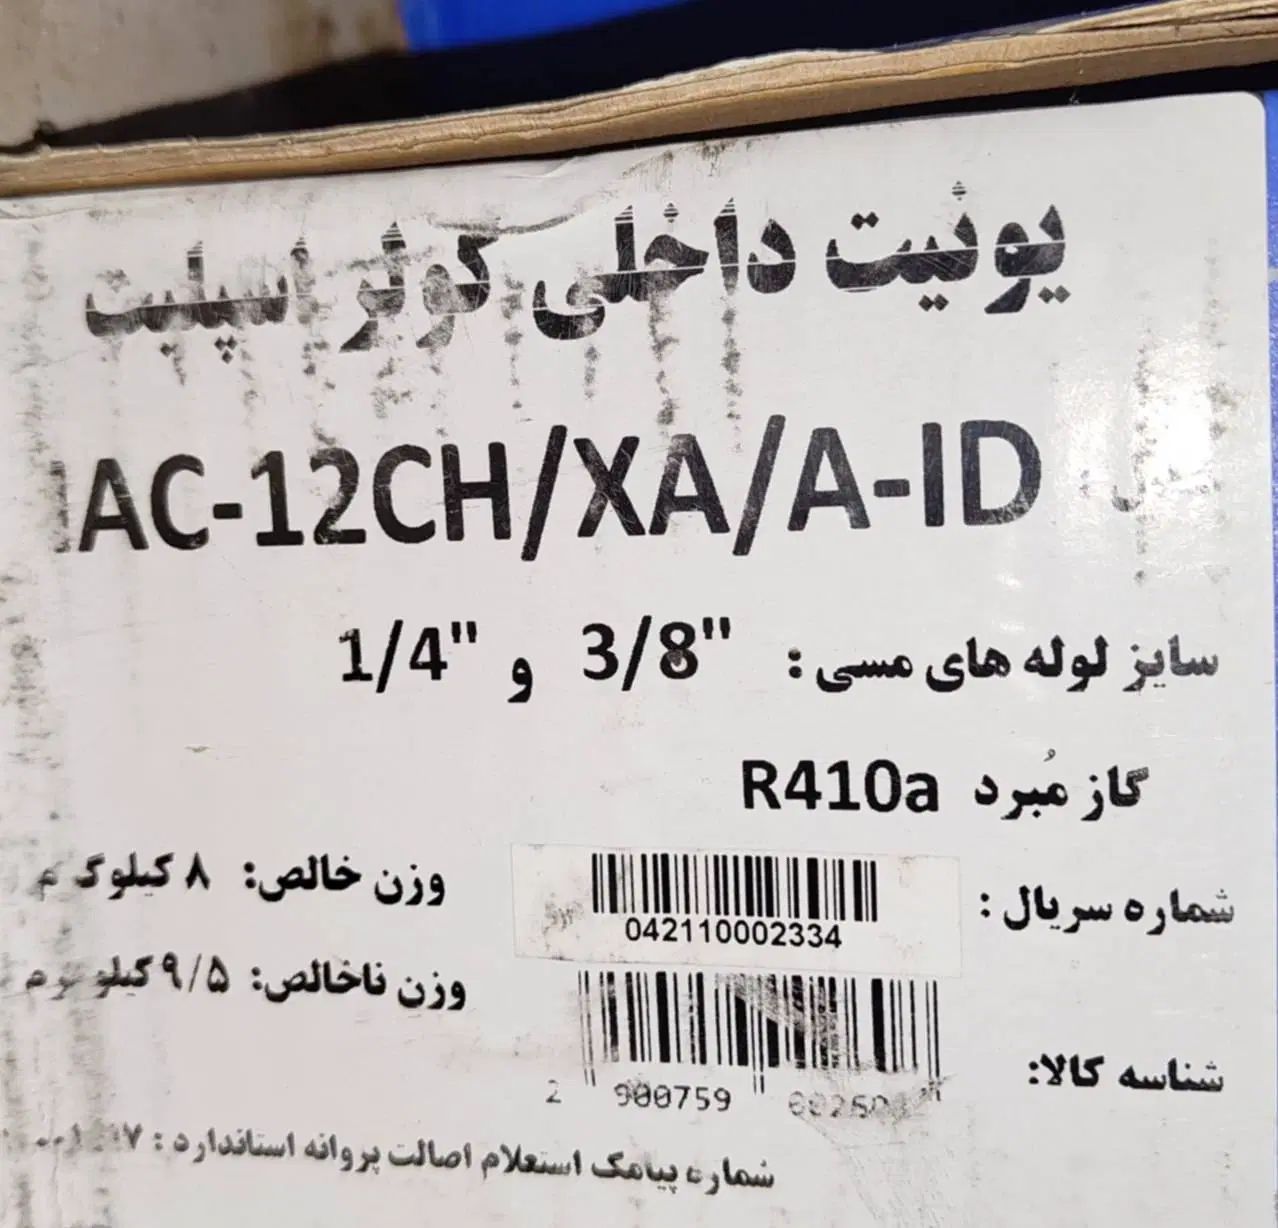 یونیت داخلی کولر اسپلیت
AC-12CH/XA/A-ID
سایز لوله های مسی : "3/8 و "1/4
گاز مُبرد R410a
شماره سریال :
042110002334
وزن خالص: ۸ کیلوگرم
وزن ناخالص: ۹/۵ کیلوگرم
شناسه کالا:
2 900759
شماره پیامک استعلام اصالت پروانه استاندارد :